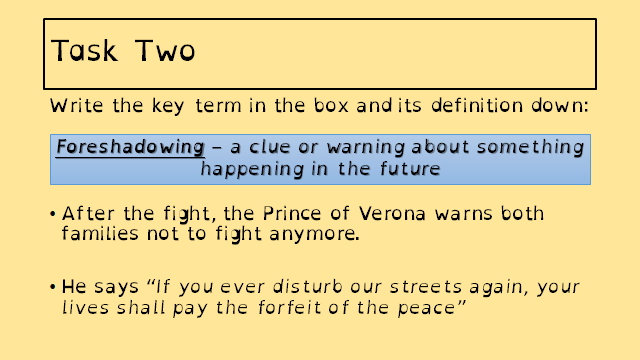 Task Two
Write the key term in the box and its definition down:
Foreshadowing – a clue or warning about something
happening in the future
• After the fight, the Prince of Verona warns both
families not to fight anymore.
• He says “If you ever disturb our streets again, your
lives shall pay the forfeit of the peace”